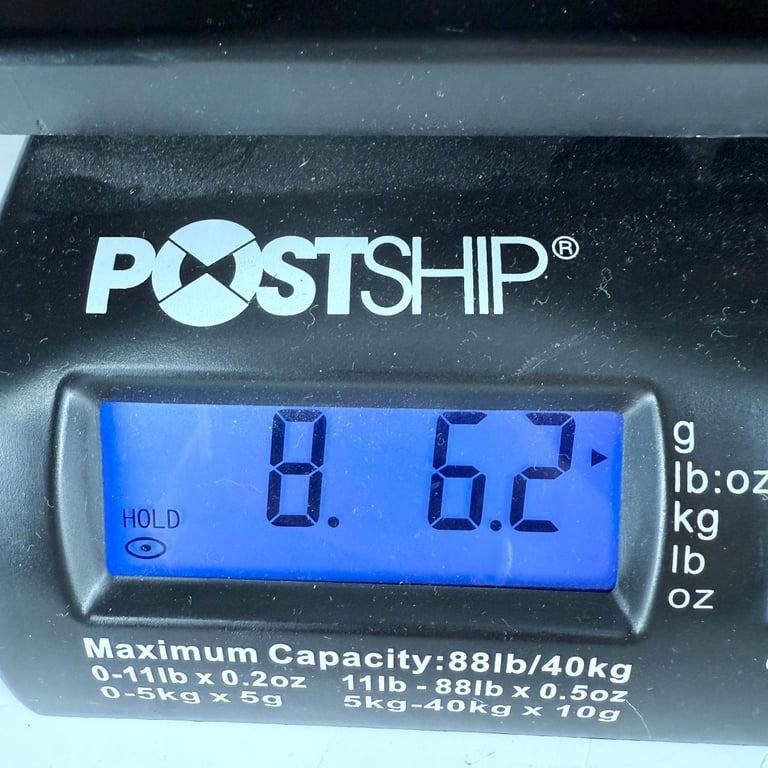 POSTSHIP®
8. 6.2
HOLD
g
lb:oz
kg
lb
oz
Maximum Capacity:88lb/40kg
0-11lb x 0.2oz 11lb - 88lb x 0.5oz
0-5kg x 5g 5kg-40kg x 10g